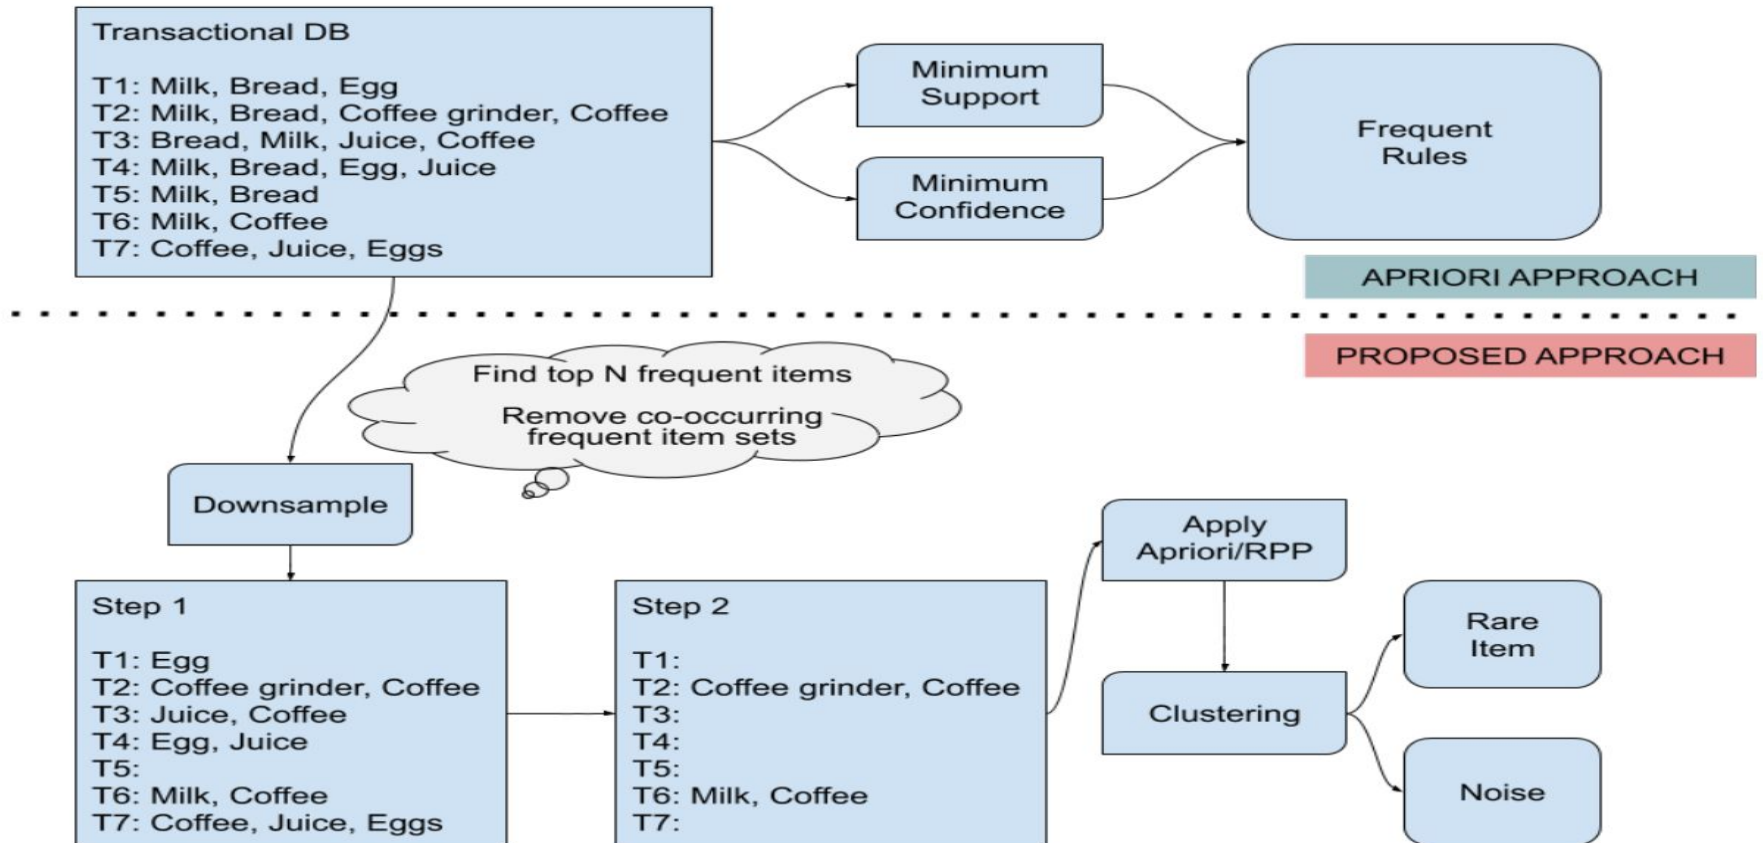 Transactional DB
T1: Milk, Bread, Egg
T2: Milk, Bread, Coffee grinder, Coffee
T3: Bread, Milk, Juice, Coffee
T4: Milk, Bread, Egg, Juice
T5: Milk, Bread
T6: Milk, Coffee
T7: Coffee, Juice, Eggs
Minimum
Support
Minimum
Confidence
Frequent
Rules
APRIORI APPROACH
PROPOSED APPROACH
Find top N frequent items
Remove co-occurring
frequent item sets
Downsample
Step 1
T1: Egg
T2: Coffee grinder, Coffee
T3: Juice, Coffee
T4: Egg, Juice
T5:
T6: Milk, Coffee
T7: Coffee, Juice, Eggs
Step 2
T1:
T2: Coffee grinder, Coffee
T3:
T4:
T5:
T6: Milk, Coffee
T7:
Apply
Apriori/RPP
Clustering
Rare
Item
Noise